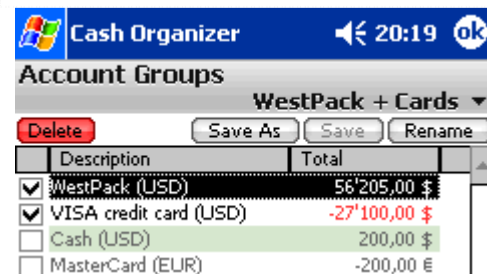 Cash Organizer 20:19 ok
Account Groups
WestPack + Cards
Delete Save As Save Rename
Description Total
WestPack (USD) 56'205,00 $
VISA credit card (USD) -27'100,00 $
Cash (USD) 200,00 $
MasterCard (EUR) -200,00 €